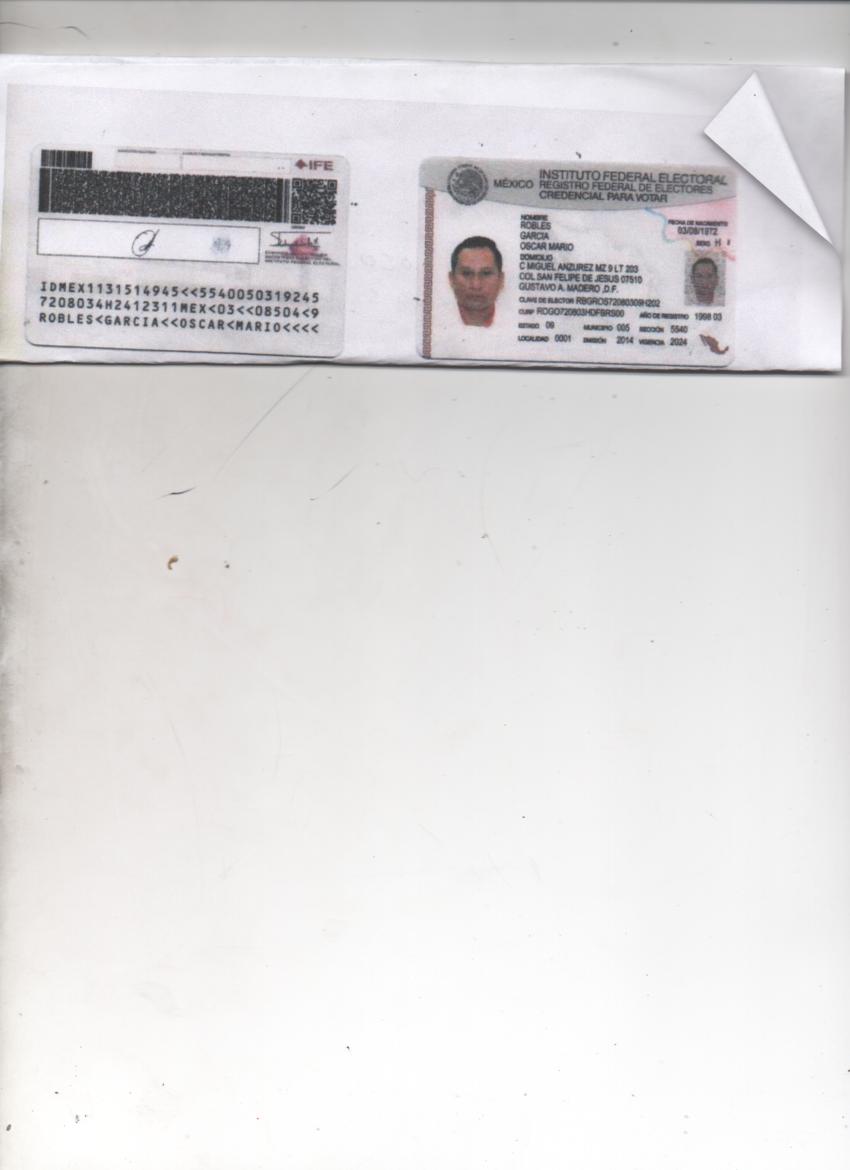 IFE
IDMEX1131514945<<5540050319245
7208034H2412311MEX<03<<08504<9
ROBLES<GARCIA<<OSCAR<MARIO<<<<
MÉXICO
INSTITUTO FEDERAL ELECTORAL
REGISTRO FEDERAL DE ELECTORES
CREDENCIAL PARA VOTAR
NOMBRE
ROBLES
GARCIA
OSCAR MARIO
FECHA DE NACIMIENTO
03/08/1972
SEXO H
DOMICILIO
C MIGUEL ANZUREZ MZ 9 LT 203
COL SAN FELIPE DE JESUS 07510
GUSTAVO A. MADERO ,D.F.
CLAVE DE ELECTOR RBGROS72080309H202
CURP ROGO720803HDFBRS00 AÑO DE REGISTRO 1998 03
ESTADO 09 MUNICIPIO 005 SECCIÓN 5540
LOCALIDAD 0001 EMISIÓN 2014 VIGENCIA 2024